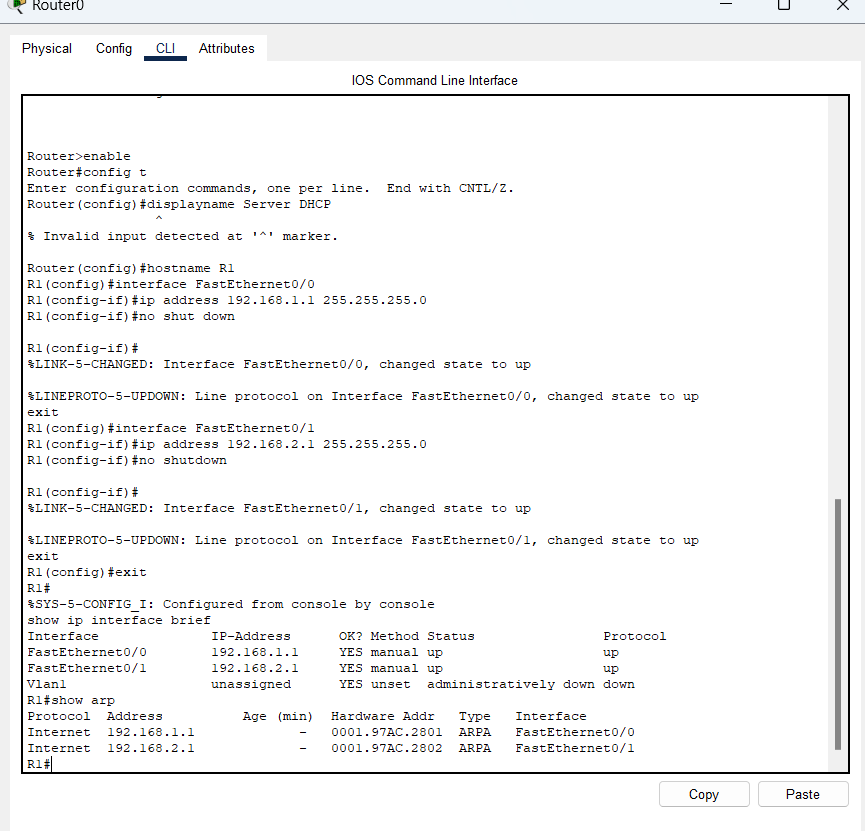 Router0
Physical Config CLI Attributes
IOS Command Line Interface
Router>enable
Router#config t
Enter configuration commands, one per line.  End with CNTL/Z.
Router(config)#displayname Server DHCP
^
% Invalid input detected at '^' marker.
Router(config)#hostname R1
R1(config)#interface FastEthernet0/0
R1(config-if)#ip address 192.168.1.1 255.255.255.0
R1(config-if)#no shut down
R1(config-if)#
%LINK-5-CHANGED: Interface FastEthernet0/0, changed state to up
%LINEPROTO-5-UPDOWN: Line protocol on Interface FastEthernet0/0, changed state to up
exit
R1(config)#interface FastEthernet0/1
R1(config-if)#ip address 192.168.2.1 255.255.255.0
R1(config-if)#no shutdown
R1(config-if)#
%LINK-5-CHANGED: Interface FastEthernet0/1, changed state to up
%LINEPROTO-5-UPDOWN: Line protocol on Interface FastEthernet0/1, changed state to up
exit
R1(config)#exit
R1#
%SYS-5-CONFIG_I: Configured from console by console
show ip interface brief
Interface              IP-Address      OK? Method Status                Protocol
FastEthernet0/0        192.168.1.1     YES manual up                    up
FastEthernet0/1        192.168.2.1     YES manual up                    up
Vlan1                  unassigned      YES unset  administratively down down
R1#show arp
Protocol  Address          Age (min)  Hardware Addr   Type   Interface
Internet  192.168.1.1             -   0001.97AC.2801  ARPA   FastEthernet0/0
Internet  192.168.2.1             -   0001.97AC.2802  ARPA   FastEthernet0/1
R1#
Copy Paste